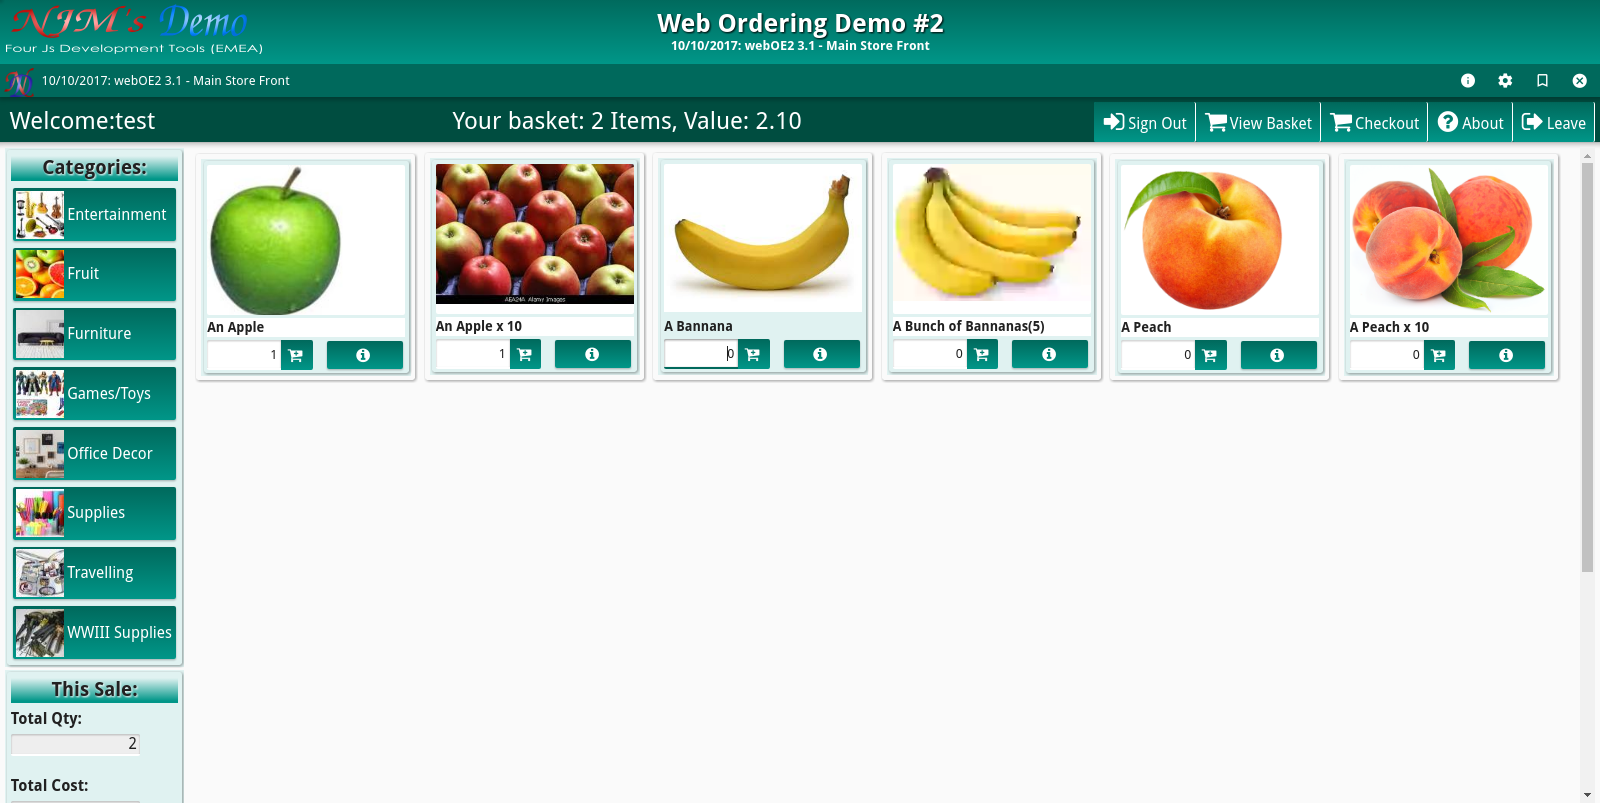 NJM's Demo
Four Js Development Tools (EMEA)
Web Ordering Demo #2
10/10/2017: webOE2 3.1 - Main Store Front
10/10/2017: webOE2 3.1 - Main Store Front
Welcome:test
Your basket: 2 Items, Value: 2.10
Sign Out
View Basket
Checkout
About
Leave
Categories:
Entertainment
Fruit
Furniture
Games/Toys
Office Decor
Supplies
Travelling
WWIII Supplies
This Sale:
Total Qty:
2
Total Cost:
An Apple
1
An Apple x 10
1
A Bannana
0
A Bunch of Bannanas(5)
0
A Peach
0
A Peach x 10
0